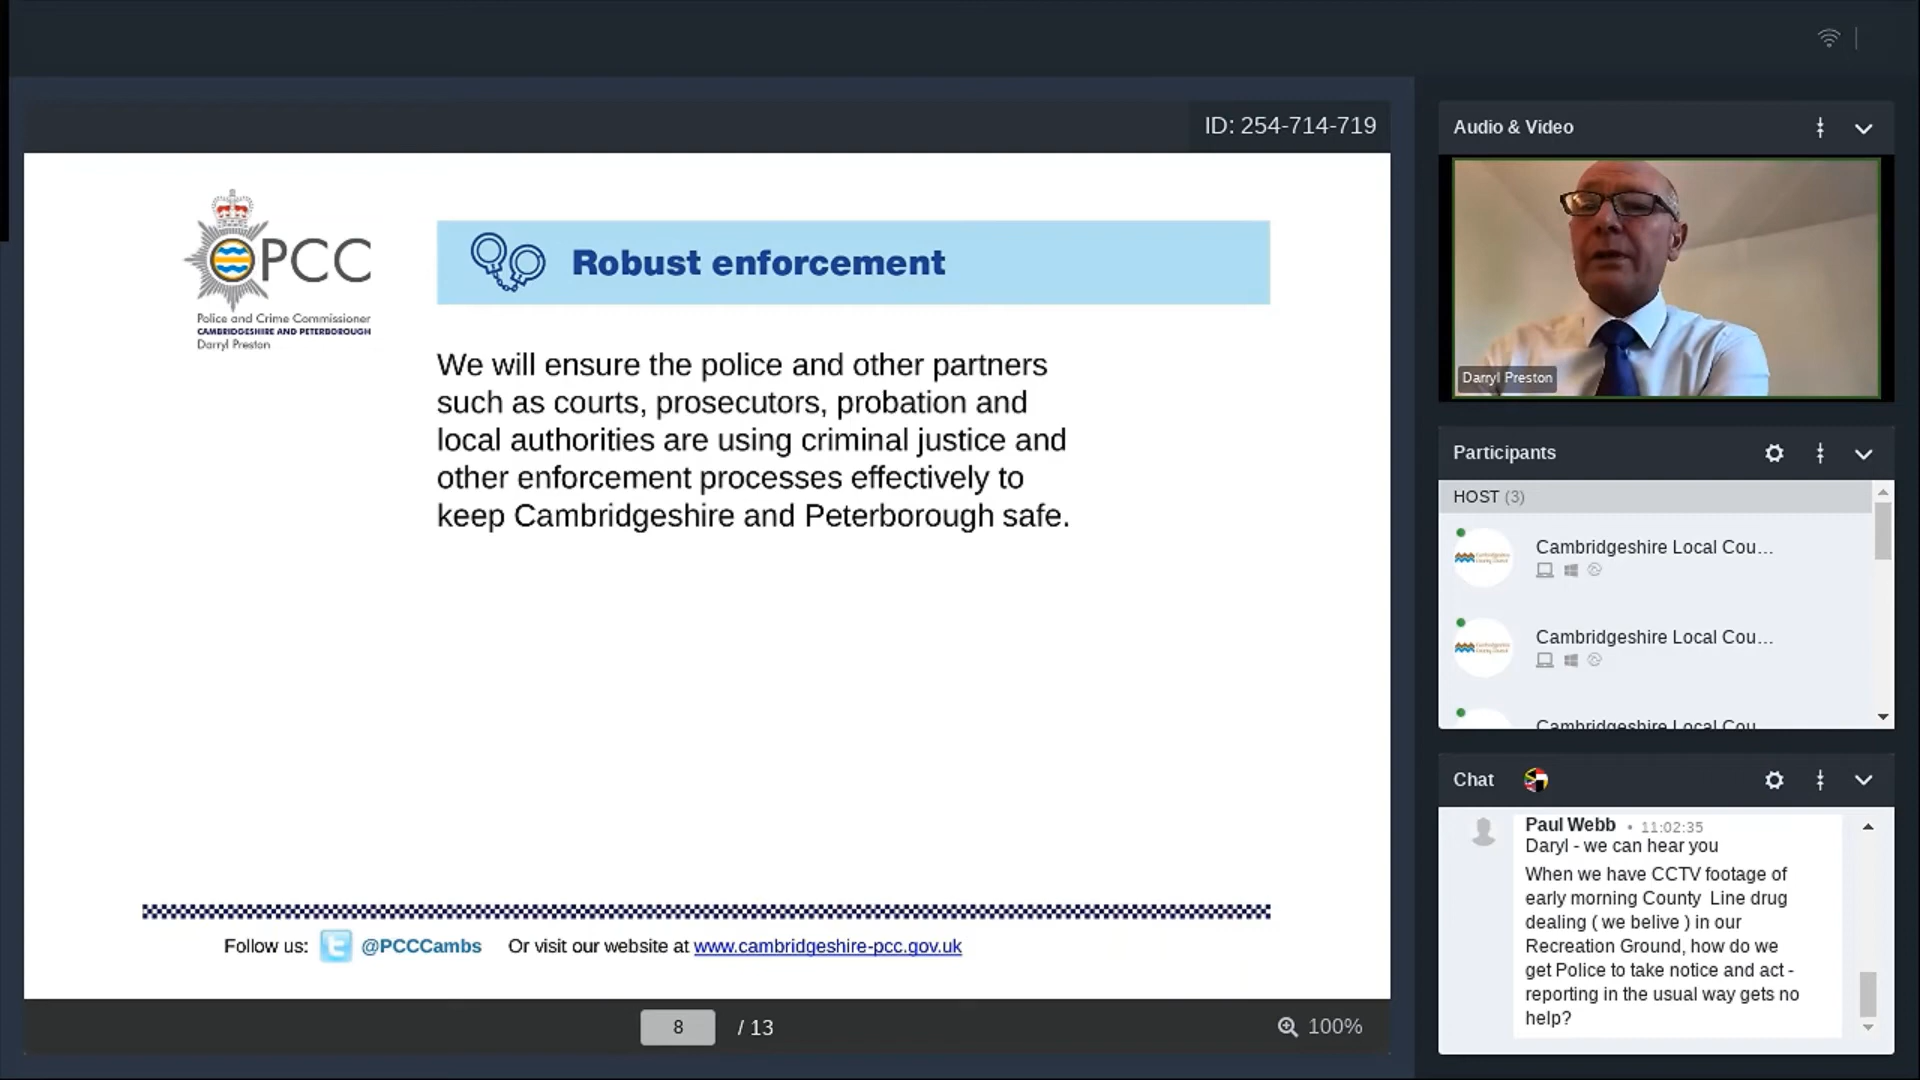 ID: 254-714-719
PCC
Police and Crime Commissioner
CAMBRIDGESHIRE AND PETERBOROUGH
Darryl Preston
Robust enforcement
We will ensure the police and other partners
such as courts, prosecutors, probation and
local authorities are using criminal justice and
other enforcement processes effectively to
keep Cambridgeshire and Peterborough safe.
Follow us: @PCCCambs Or visit our website at www.cambridgeshire-pcc.gov.uk
8 / 13
100%
Audio & Video
Darryl Preston
Participants
HOST (3)
Cambridgeshire Local Cou...
Cambridgeshire Local Cou...
Cambridgeshire Local Cou...
Chat
Paul Webb • 11:02:35
Daryl - we can hear you
When we have CCTV footage of
early morning County Line drug
dealing ( we belive ) in our
Recreation Ground, how do we
get Police to take notice and act -
reporting in the usual way gets no
help?